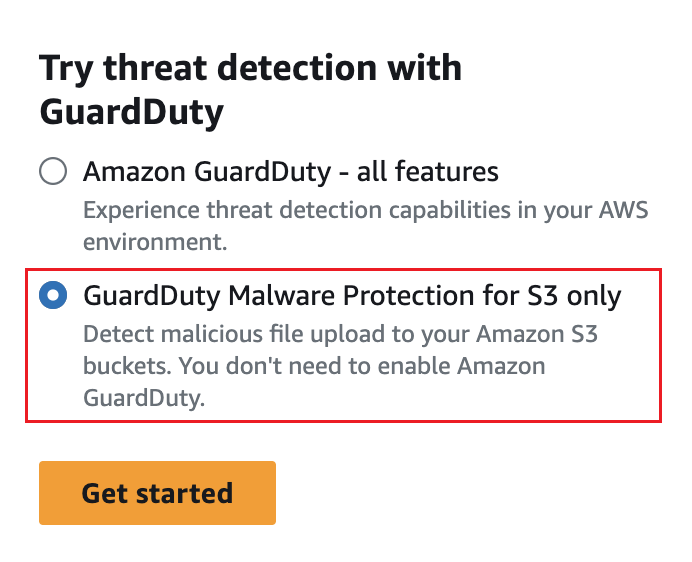 Try threat detection with
GuardDuty
Amazon GuardDuty - all features
Experience threat detection capabilities in your AWS
environment.
GuardDuty Malware Protection for S3 only
Detect malicious file upload to your Amazon S3
buckets. You don't need to enable Amazon
GuardDuty.
Get started